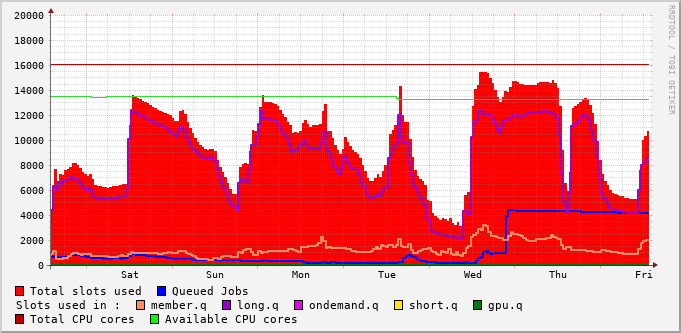 RRDTOOL / TOBI OETIKER
20000
18000
16000
14000
12000
10000
8000
6000
4000
2000
0
Sat Sun Mon Tue Wed Thu Fri
Total slots used Queued Jobs
Slots used in : member.q long.q ondemand.q short.q gpu.q
Total CPU cores Available CPU cores